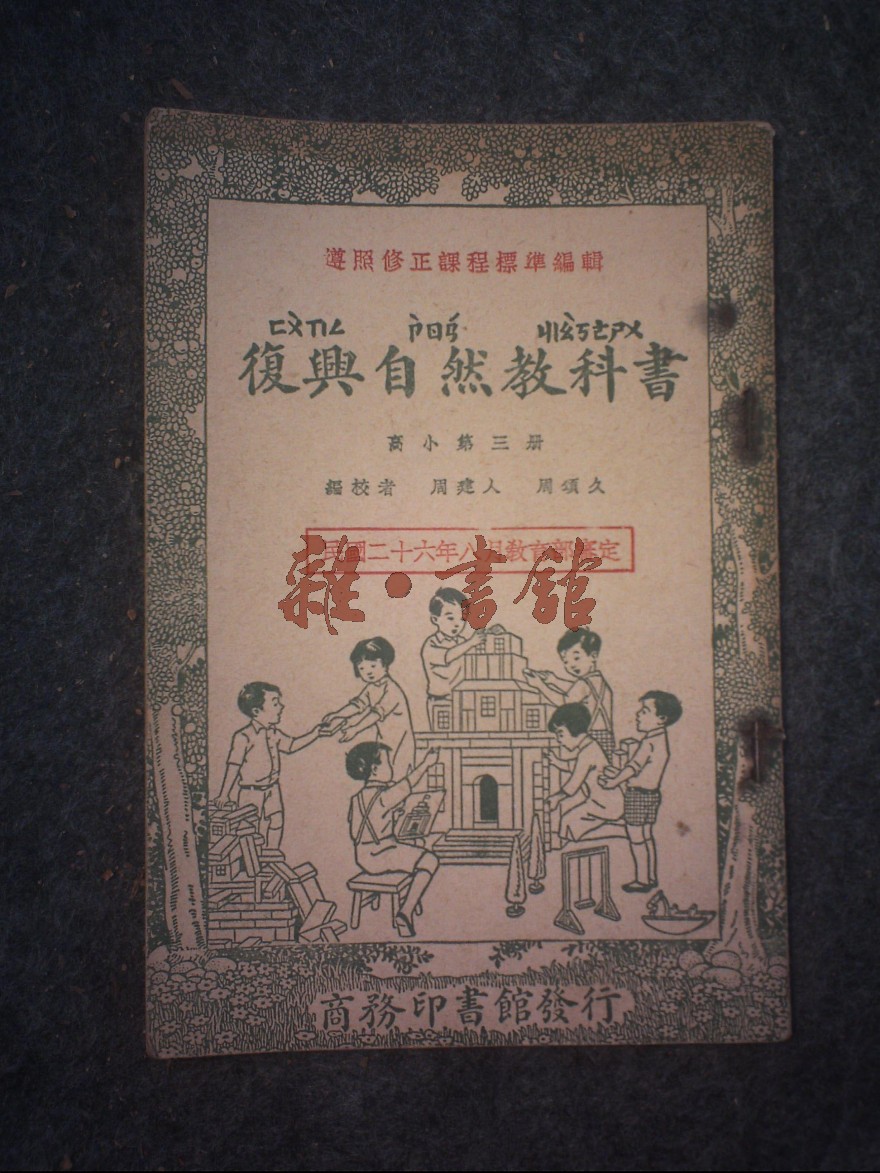 遵照修正課程標準編輯
復興自然教科書
高小第三册
編校者 周建人 周頌久
民國二十六年八月教育部審定
雜·書館
商務印書館發行